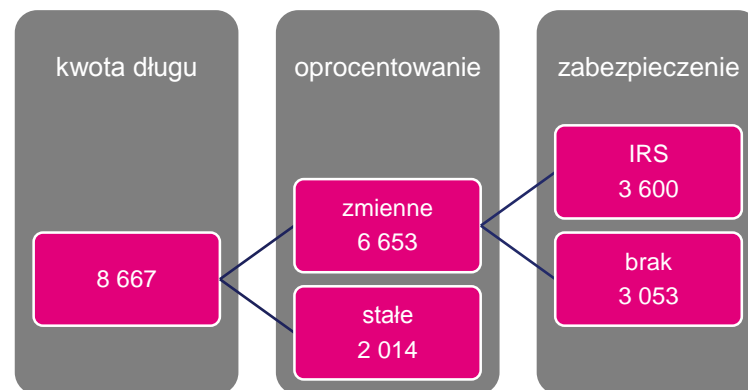 kwota długu
oprocentowanie
zabezpieczenie
8 667
zmienne
6 653
stałe
2 014
IRS
3 600
brak
3 053